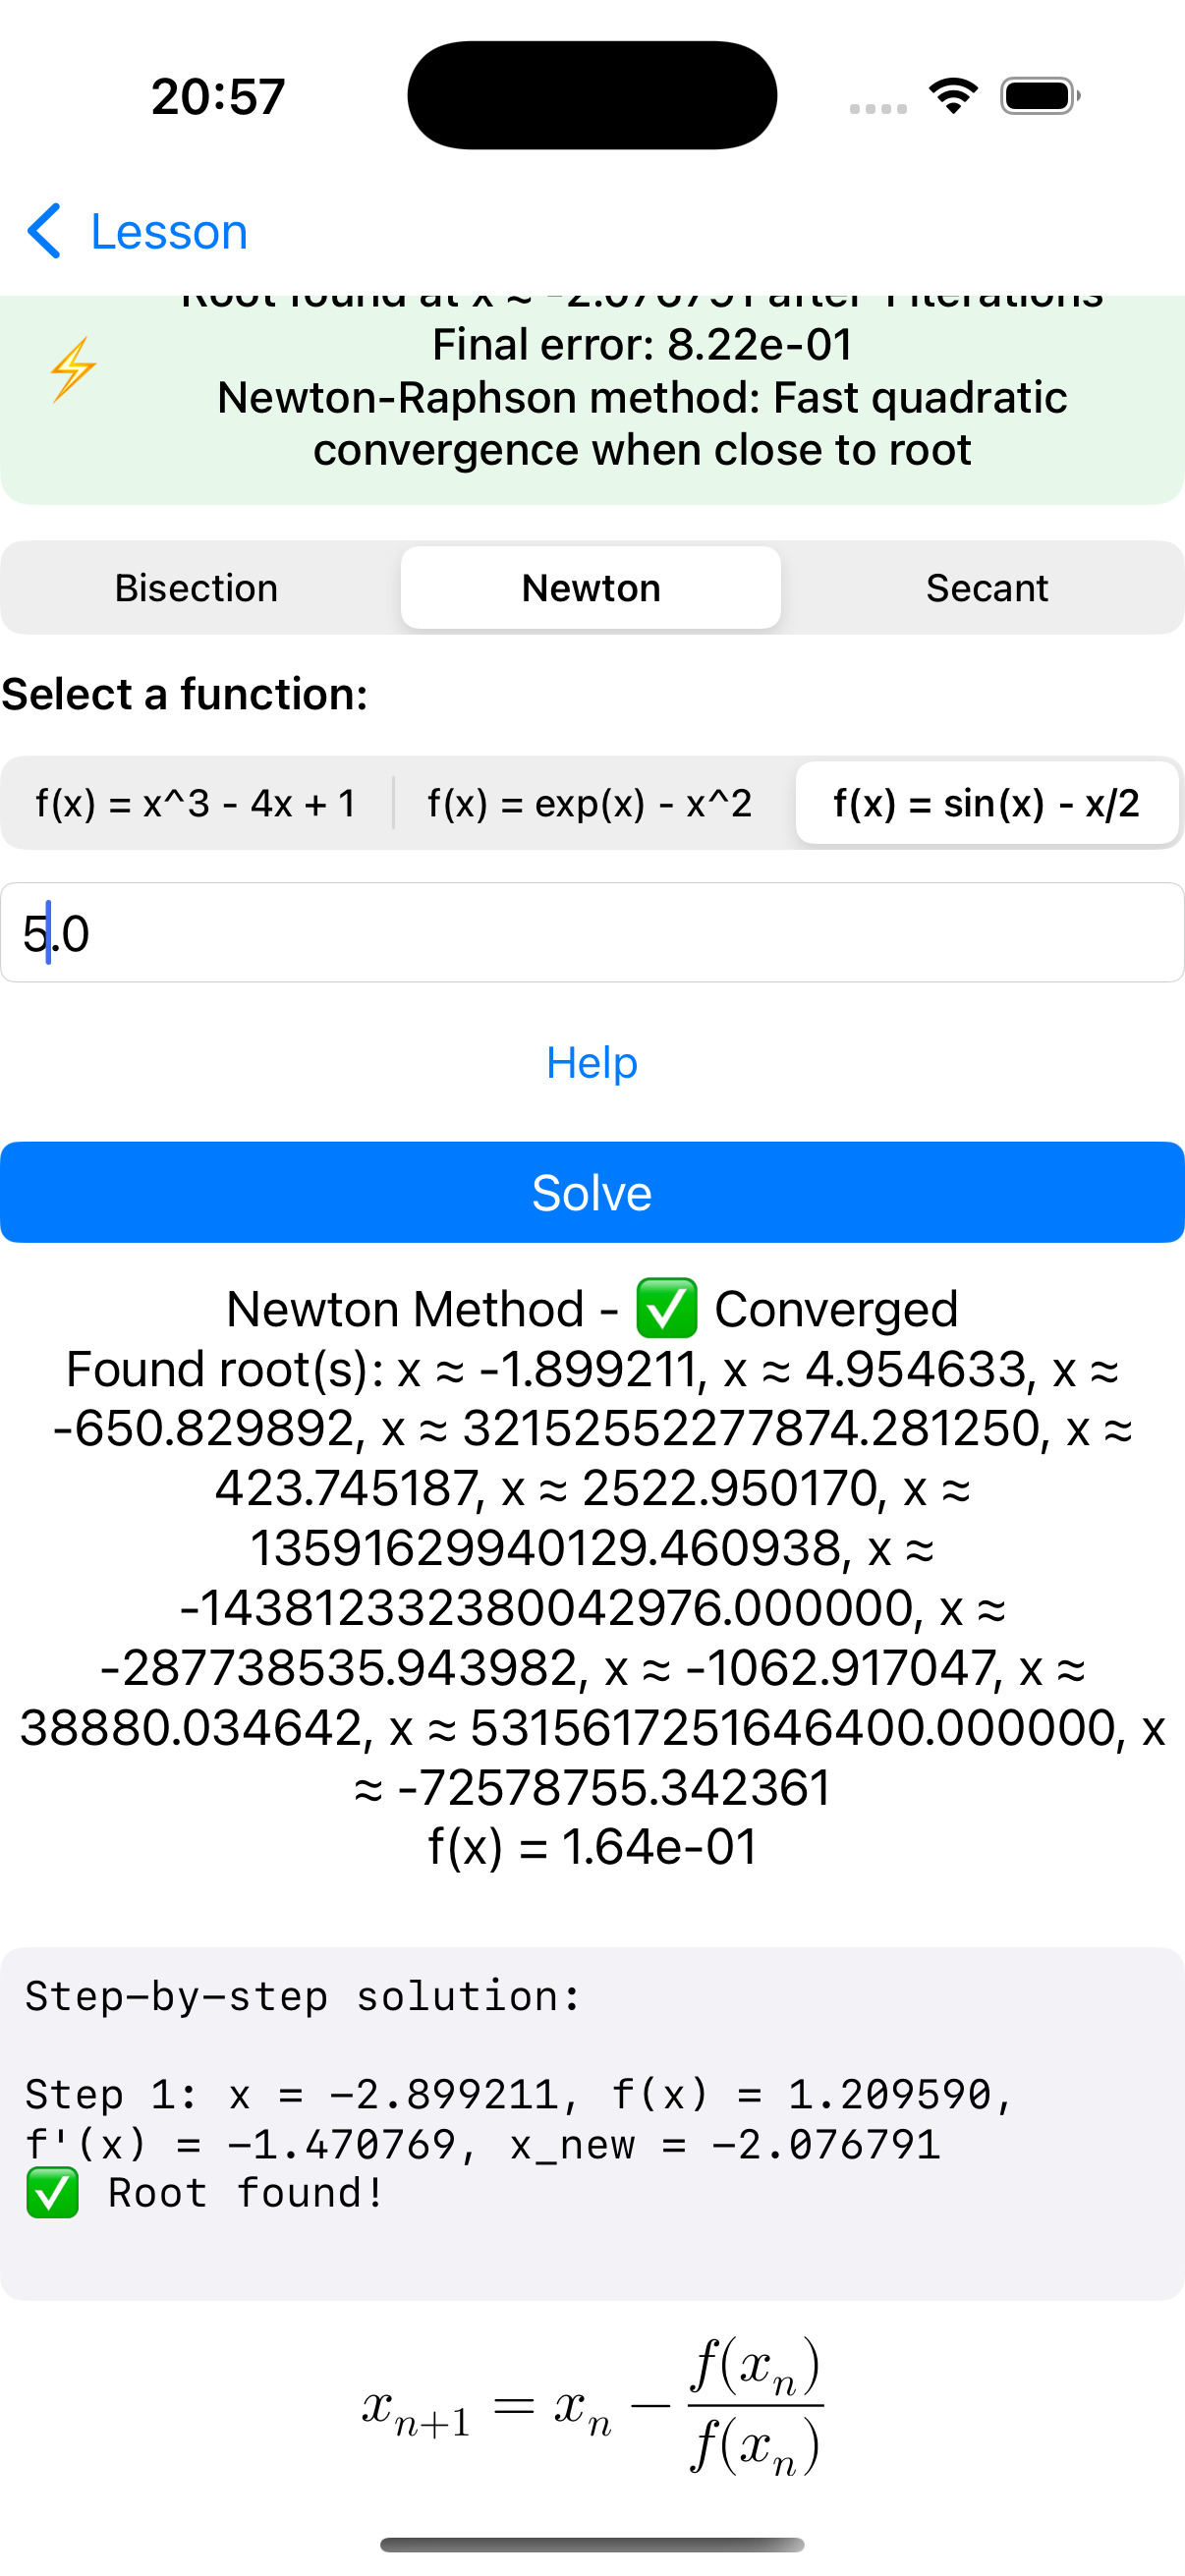 20:57
Lesson
Root found at x ≈ -2.076791 after 1 iterations
Final error: 8.22e-01
Newton-Raphson method: Fast quadratic
convergence when close to root
Bisection
Newton
Secant
Select a function:
f(x) = x^3 - 4x + 1
f(x) = exp(x) - x^2
f(x) = sin(x) - x/2
5.0
Help
Solve
Newton Method - ✅ Converged
Found root(s): x ≈ -1.899211, x ≈ 4.954633, x ≈
-650.829892, x ≈ 32152552277874.281250, x ≈
423.745187, x ≈ 2522.950170, x ≈
13591629940129.460938, x ≈
-143812332380042976.000000, x ≈
-287738535.943982, x ≈ -1062.917047, x ≈
38880.034642, x ≈ 5315617251646400.000000, x
≈ -72578755.342361
f(x) = 1.64e-01
Step-by-step solution:
Step 1: x = -2.899211, f(x) = 1.209590,
f'(x) = -1.470769, x_new = -2.076791
✅ Root found!
x_{n+1} = x_n − f(x_n) / f(x_n)